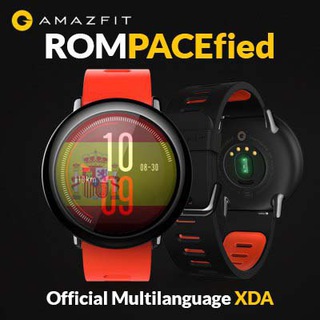 AMAZFIT
ROMPACEfied
10
08-30
09
Official Multilanguage XDA